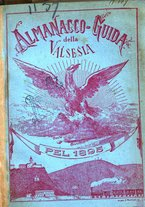 ALMANACCO-GUIDA
della
VALSESIA
PEL 1895